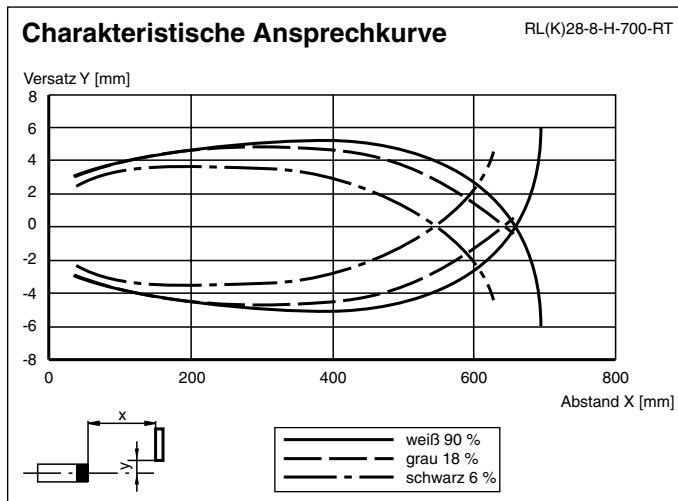 Charakteristische Ansprechkurve
RL(K)28-8-H-700-RT
Versatz Y [mm]
8
6
4
2
0
-2
-4
-6
-8
0 200 400 600 800
Abstand X [mm]
x
y
weiß 90 %
grau 18 %
schwarz 6 %